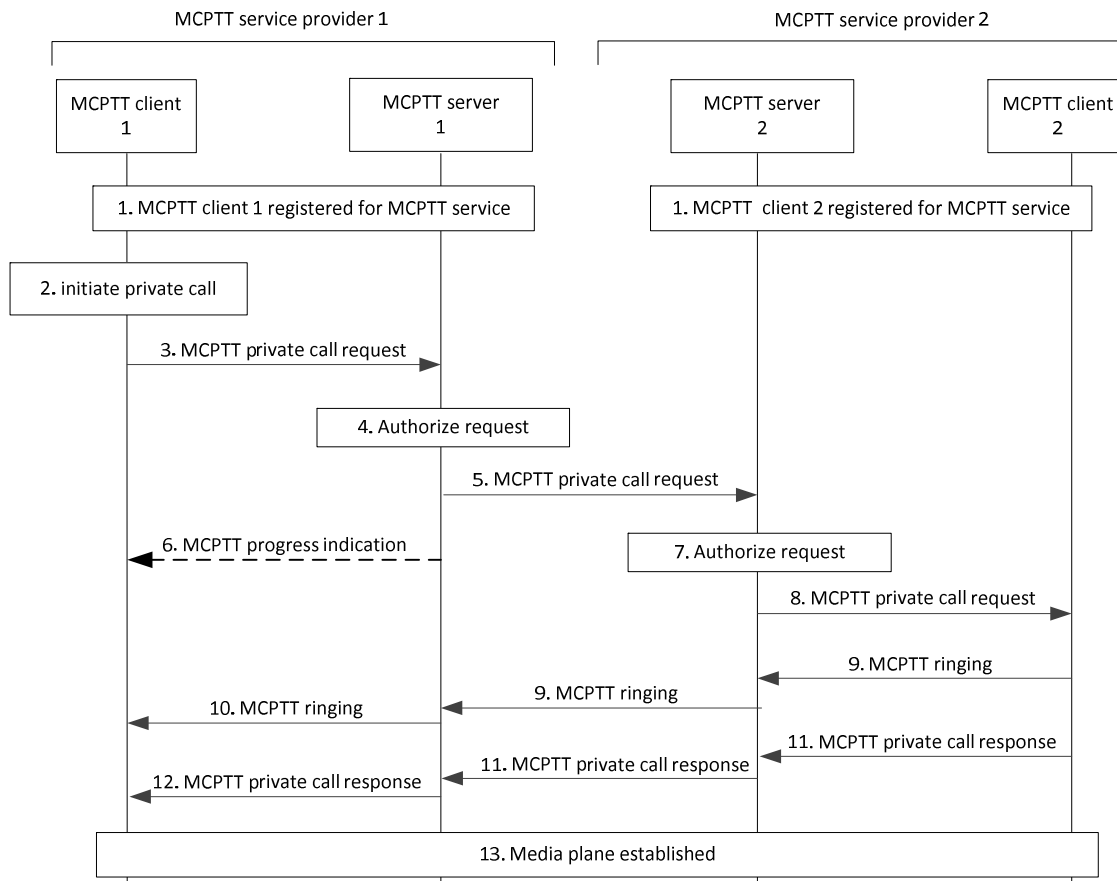 MCPTT service provider 1
MCPTT service provider 2
MCPTT client
1
MCPTT server
1
MCPTT server
2
MCPTT client
2
1. MCPTT client 1 registered for MCPTT service
1. MCPTT client 2 registered for MCPTT service
2. initiate private call
3. MCPTT private call request
4. Authorize request
5. MCPTT private call request
6. MCPTT progress indication
7. Authorize request
8. MCPTT private call request
9. MCPTT ringing
9. MCPTT ringing
10. MCPTT ringing
11. MCPTT private call response
11. MCPTT private call response
12. MCPTT private call response
13. Media plane established